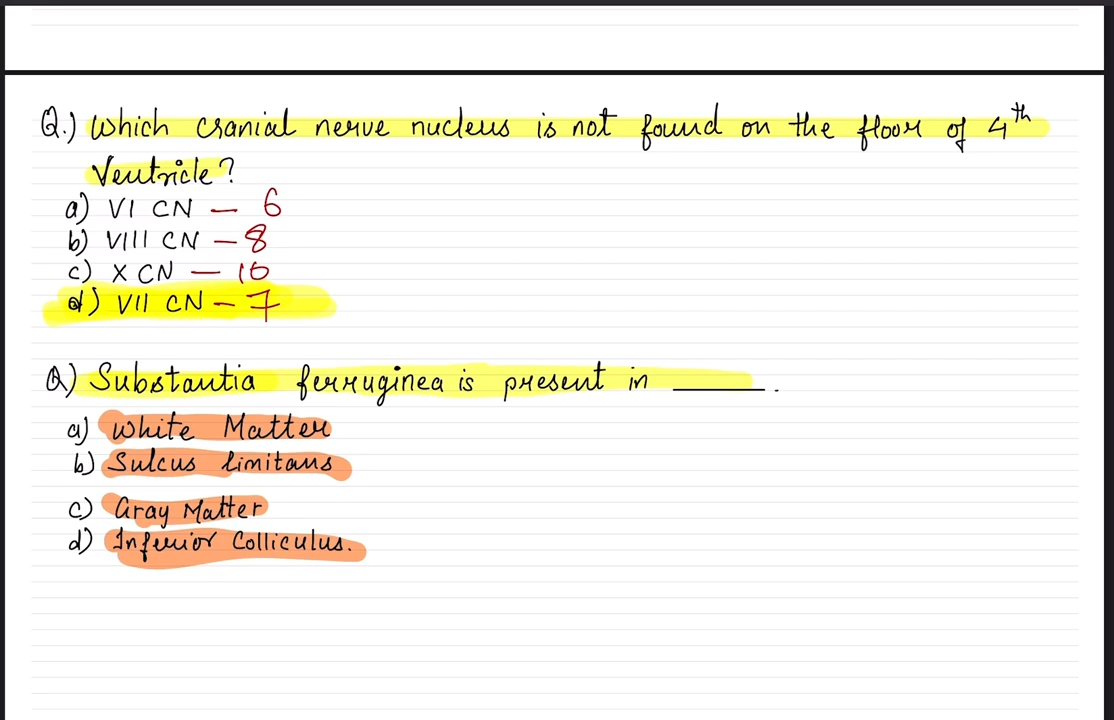 Q.) Which cranial nerve nucleus is not found on the floor of 4th
Ventricle?
a) VI CN — 6
b) VIII CN — 8
c) X CN — 10
d) VII CN — 7
Q) Substantia ferruginea is present in ______.
a) White Matter
b) Sulcus limitans
c) Gray Matter
d) Inferior Colliculus.